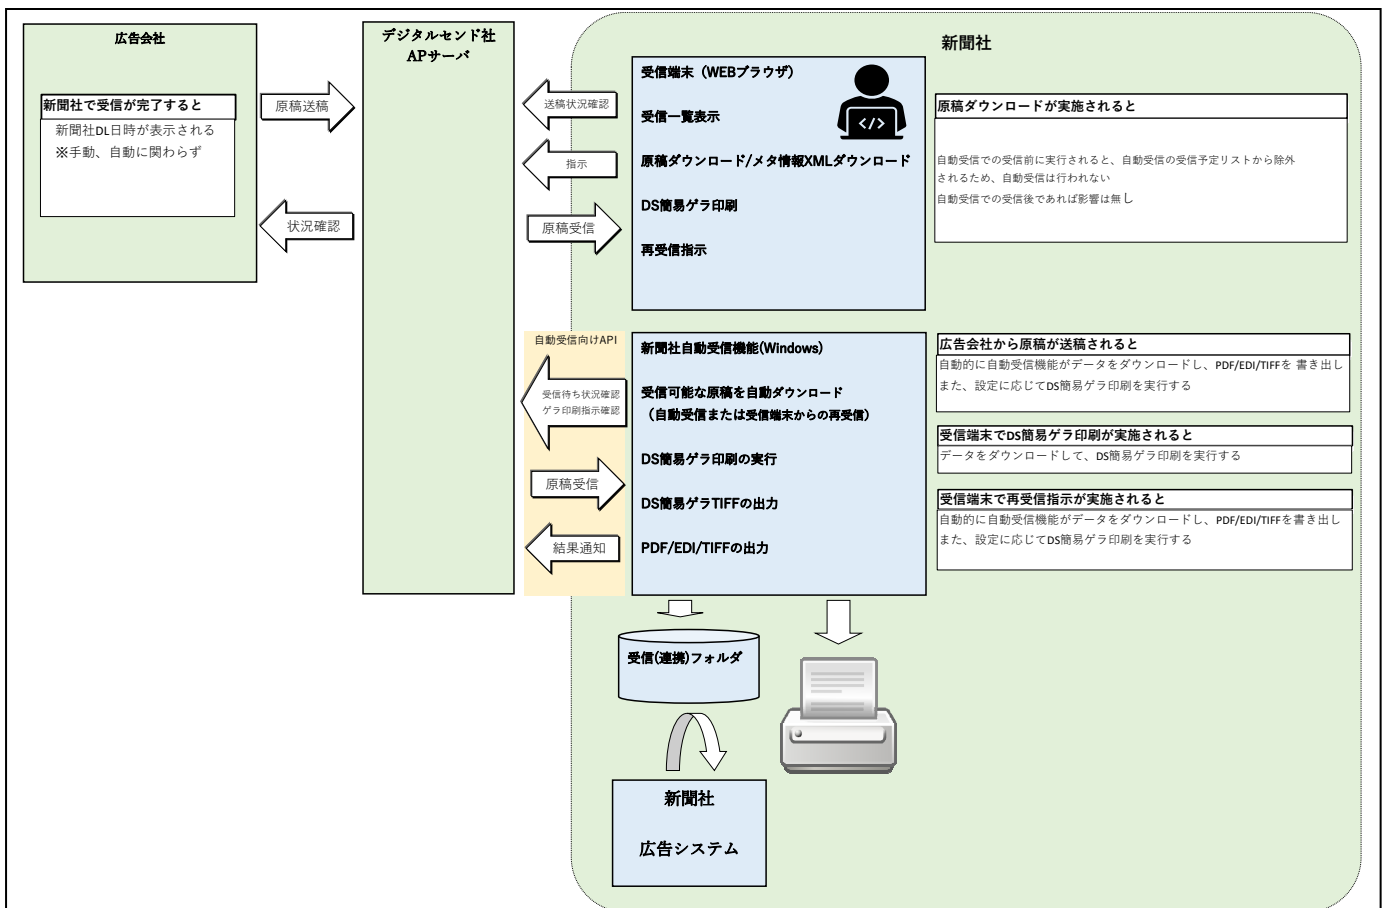 広告会社
新聞社で受信が完了すると
新聞社DL日時が表示される
※手動、自動に関わらず
原稿送稿
状況確認
デジタルセンド社
APサーバ
新聞社
送稿状況確認
指示
原稿受信
受信端末（WEBブラウザ）
受信一覧表示
原稿ダウンロード/メタ情報XMLダウンロード
DS簡易ゲラ印刷
再受信指示
</>
原稿ダウンロードが実施されると
自動受信での受信前に実行されると、自動受信の受信予定リストから除外
されるため、自動受信は行われない
自動受信での受信後であれば影響は無し
自動受信向けAPI
受信待ち状況確認
ゲラ印刷指示確認
原稿受信
結果通知
新聞社自動受信機能(Windows)
受信可能な原稿を自動ダウンロード
（自動受信または受信端末からの再受信）
DS簡易ゲラ印刷の実行
DS簡易ゲラTIFFの出力
PDF/EDI/TIFFの出力
広告会社から原稿が送稿されると
自動的に自動受信機能がデータをダウンロードし、PDF/EDI/TIFFを 書き出し
また、設定に応じてDS簡易ゲラ印刷を実行する
受信端末でDS簡易ゲラ印刷が実施されると
データをダウンロードして、DS簡易ゲラ印刷を実行する
受信端末で再受信指示が実施されると
自動的に自動受信機能がデータをダウンロードし、PDF/EDI/TIFFを書き出し
また、設定に応じてDS簡易ゲラ印刷を実行する
受信(連携)フォルダ
新聞社
広告システム